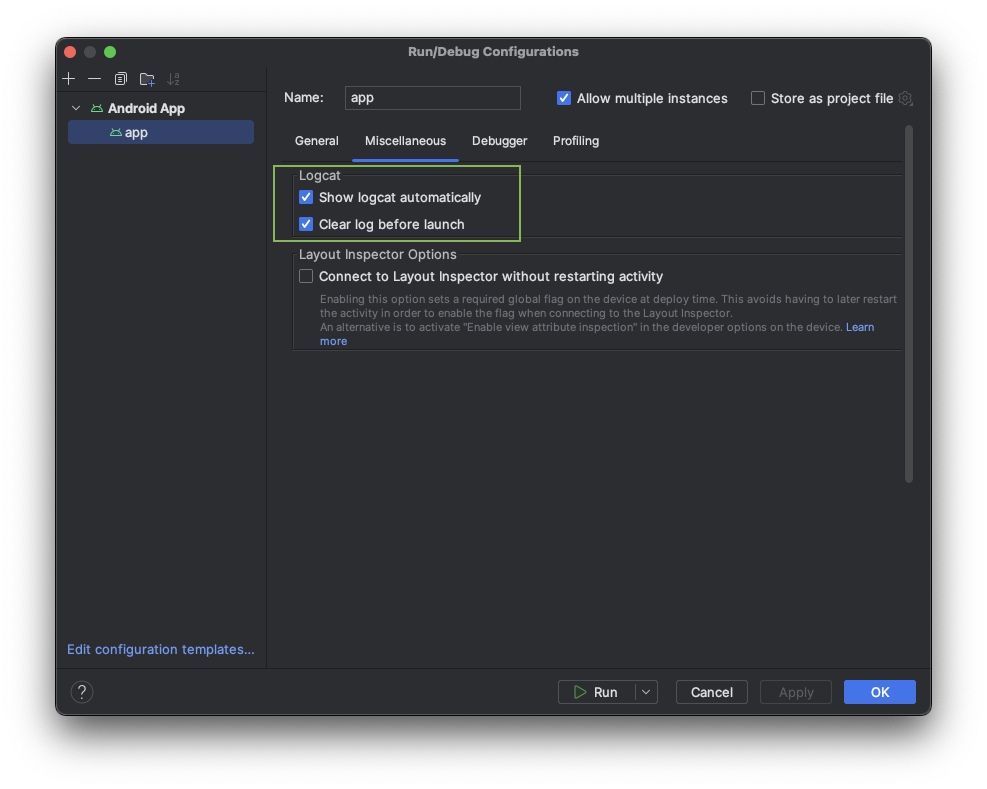 Run/Debug Configurations
Android App
app
Edit configuration templates...
Name: app
Allow multiple instances
Store as project file
General Miscellaneous Debugger Profiling
Logcat
Show logcat automatically
Clear log before launch
Layout Inspector Options
Connect to Layout Inspector without restarting activity
Enabling this option sets a required global flag on the device at deploy time. This avoids having to later restart
the activity in order to enable the flag when connecting to the Layout Inspector.
An alternative is to activate "Enable view attribute inspection" in the developer options on the device. Learn
more
? Run Cancel Apply OK